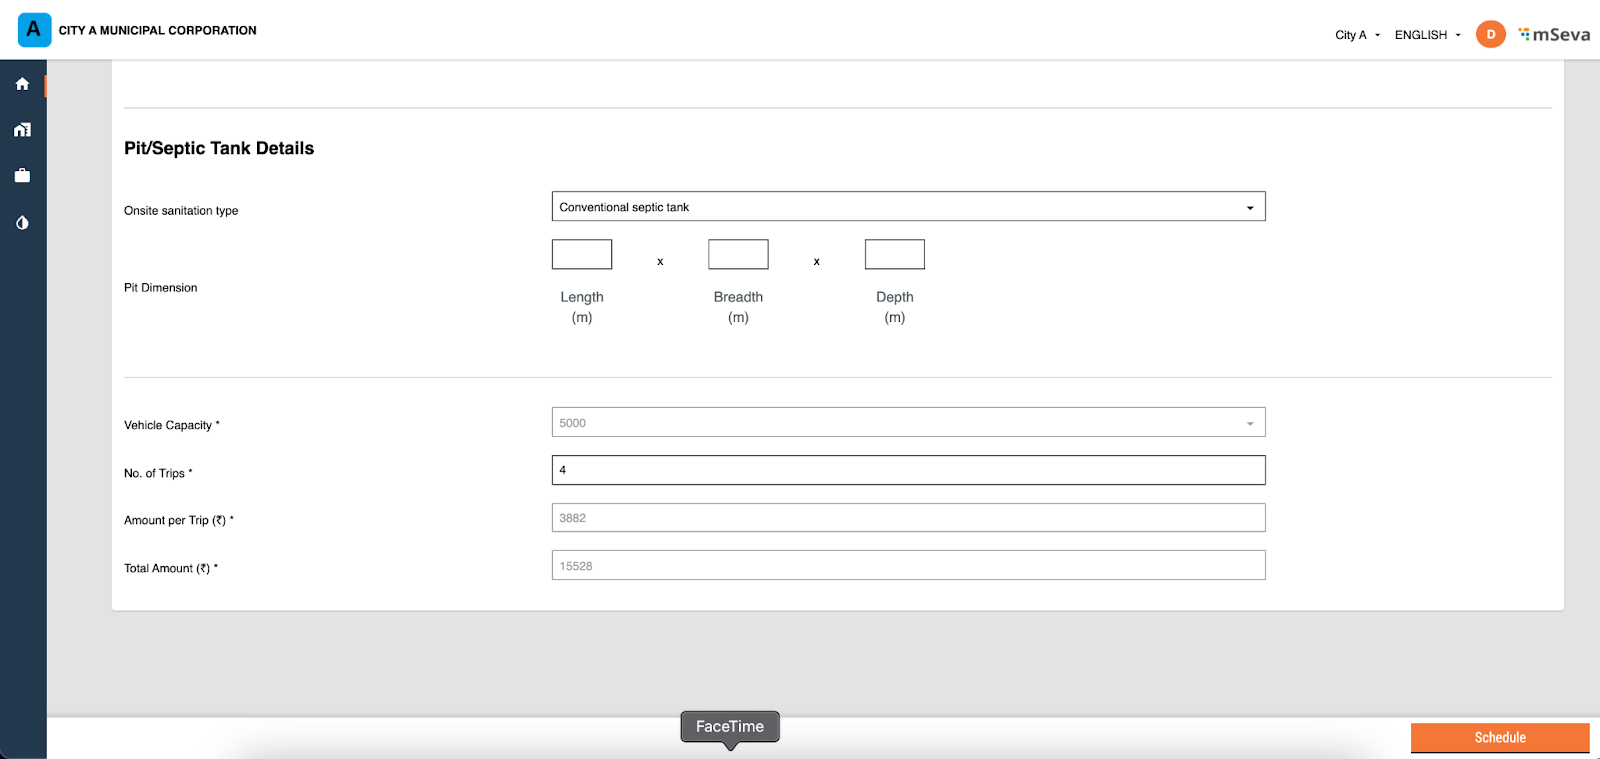 A CITY A MUNICIPAL CORPORATION
City A ENGLISH D mSeva
Pit/Septic Tank Details
Onsite sanitation type
Conventional septic tank
Pit Dimension
x x
Length Breadth Depth
(m) (m) (m)
Vehicle Capacity *
5000
No. of Trips *
4
Amount per Trip (₹) *
3882
Total Amount (₹) *
15528
FaceTime
Schedule